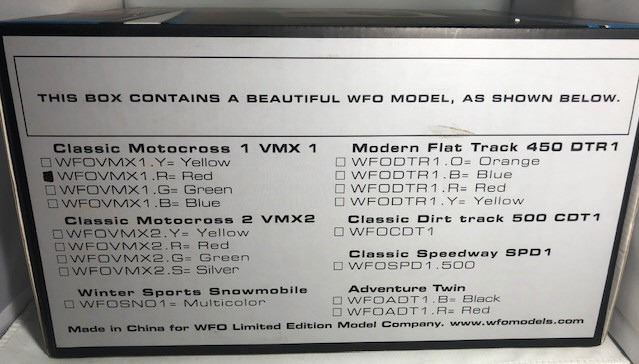 THIS BOX CONTAINS A BEAUTIFUL WFO MODEL, AS SHOWN BELOW.
Classic Motocross 1 VMX 1
WFOVMX1.Y= Yellow
WFOVMX1.R= Red
WFOVMX1.G= Green
WFOVMX1.B= Blue
Classic Motocross 2 VMX2
WFOVMX2.Y= Yellow
WFOVMX2.R= Red
WFOVMX2.G= Green
WFOVMX2.S= Silver
Winter Sports Snowmobile
WFOSNO1= Multicolor
Modern Flat Track 450 DTR1
WFODTR1.O= Orange
WFODTR1.B= Blue
WFODTR1.R= Red
WFODTR1.Y= Yellow
Classic Dirt track 500 CDT1
WFOCDT1
Classic Speedway SPD1
WFOSPD1.500
Adventure Twin
WFOADT1.B= Black
WFOADT1.R= Red
Made in China for WFO Limited Edition Model Company. www.wfomodels.com